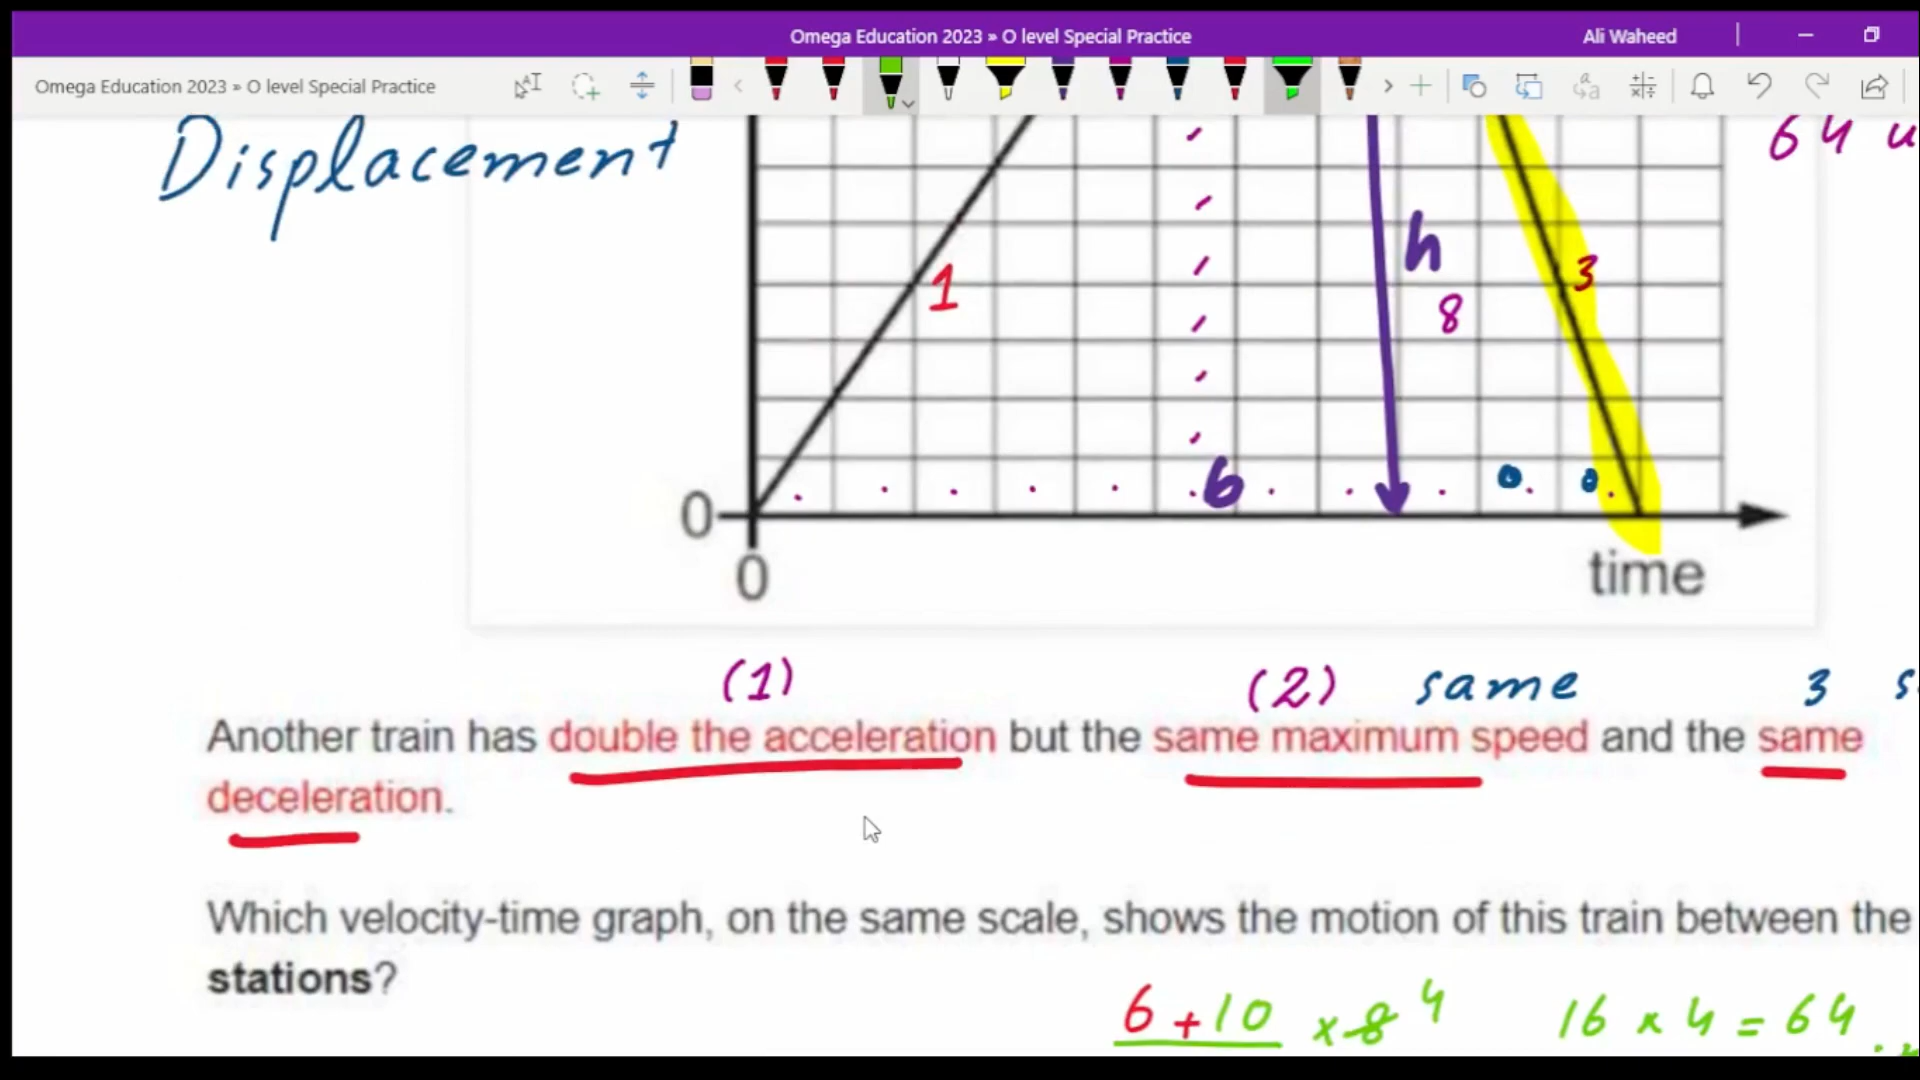 Omega Education 2023 » O level Special Practice
Ali Waheed
Omega Education 2023 » O level Special Practice
Displacement
64 u
1
h
8
3
b
0
0
time
(1)
(2) same 3
Another train has double the acceleration but the same maximum speed and the same
deceleration.
Which velocity-time graph, on the same scale, shows the motion of this train between the
stations?
6 + 10 × 8 4
16 × 4 = 64